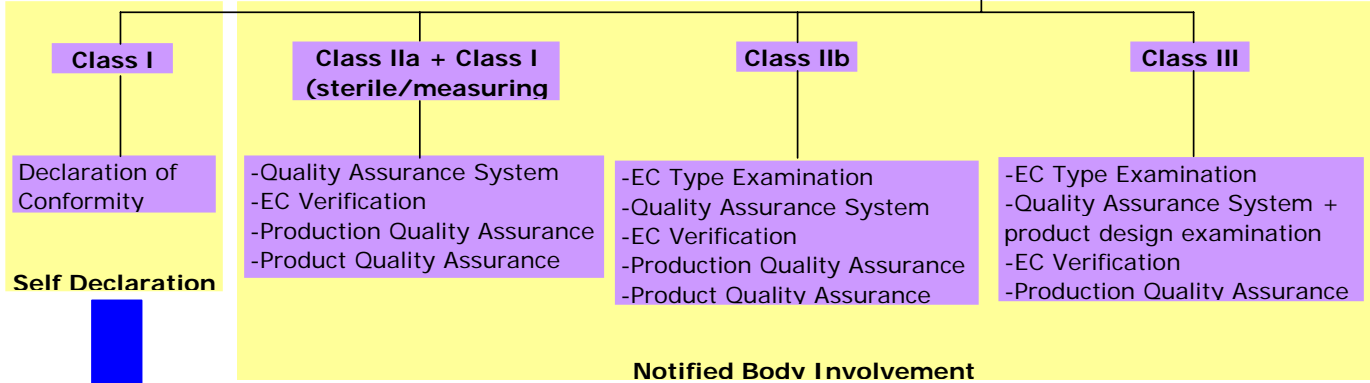 Class I
Declaration of
Conformity
Self Declaration
Class IIa + Class I
(sterile/measuring
-Quality Assurance System
-EC Verification
-Production Quality Assurance
-Product Quality Assurance
Class IIb
-EC Type Examination
-Quality Assurance System
-EC Verification
-Production Quality Assurance
-Product Quality Assurance
Class III
-EC Type Examination
-Quality Assurance System +
product design examination
-EC Verification
-Production Quality Assurance
Notified Body Involvement